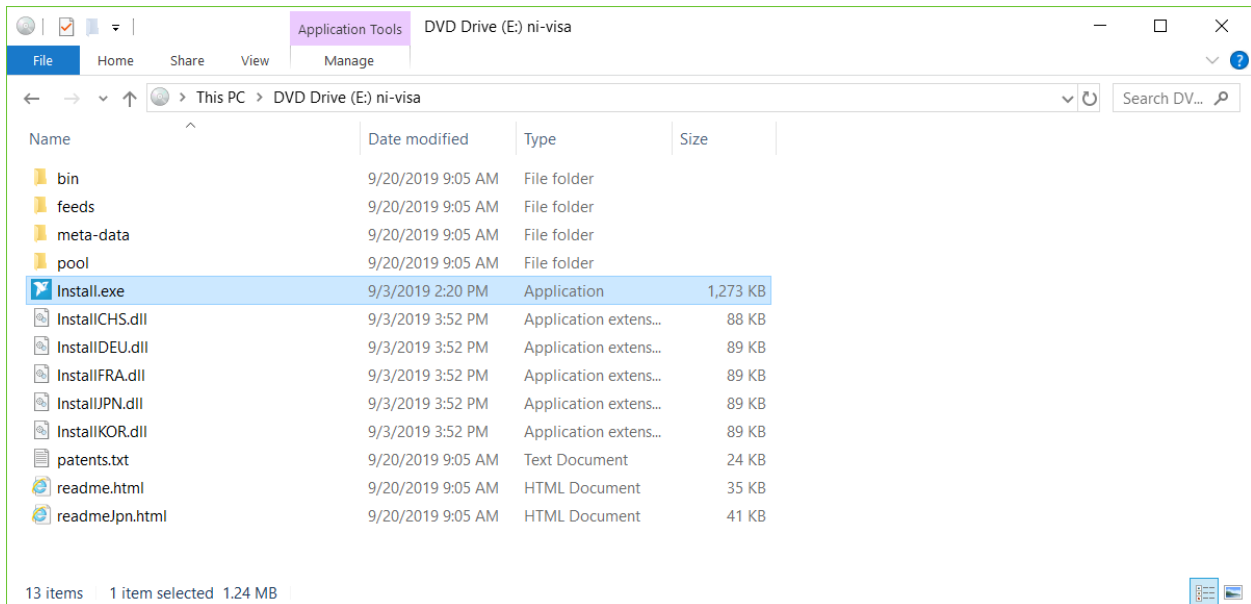 Application Tools DVD Drive (E:) ni-visa
File Home Share View Manage
This PC > DVD Drive (E:) ni-visa Search DV...
Name Date modified Type Size
bin 9/20/2019 9:05 AM File folder
feeds 9/20/2019 9:05 AM File folder
meta-data 9/20/2019 9:05 AM File folder
pool 9/20/2019 9:05 AM File folder
Install.exe 9/3/2019 2:20 PM Application 1,273 KB
InstallCHS.dll 9/3/2019 3:52 PM Application extens... 88 KB
InstallDEU.dll 9/3/2019 3:52 PM Application extens... 89 KB
InstallFRA.dll 9/3/2019 3:52 PM Application extens... 89 KB
InstallJPN.dll 9/3/2019 3:52 PM Application extens... 89 KB
InstallKOR.dll 9/3/2019 3:52 PM Application extens... 89 KB
patents.txt 9/20/2019 9:05 AM Text Document 24 KB
readme.html 9/20/2019 9:05 AM HTML Document 35 KB
readmeJpn.html 9/20/2019 9:05 AM HTML Document 41 KB
13 items 1 item selected 1.24 MB